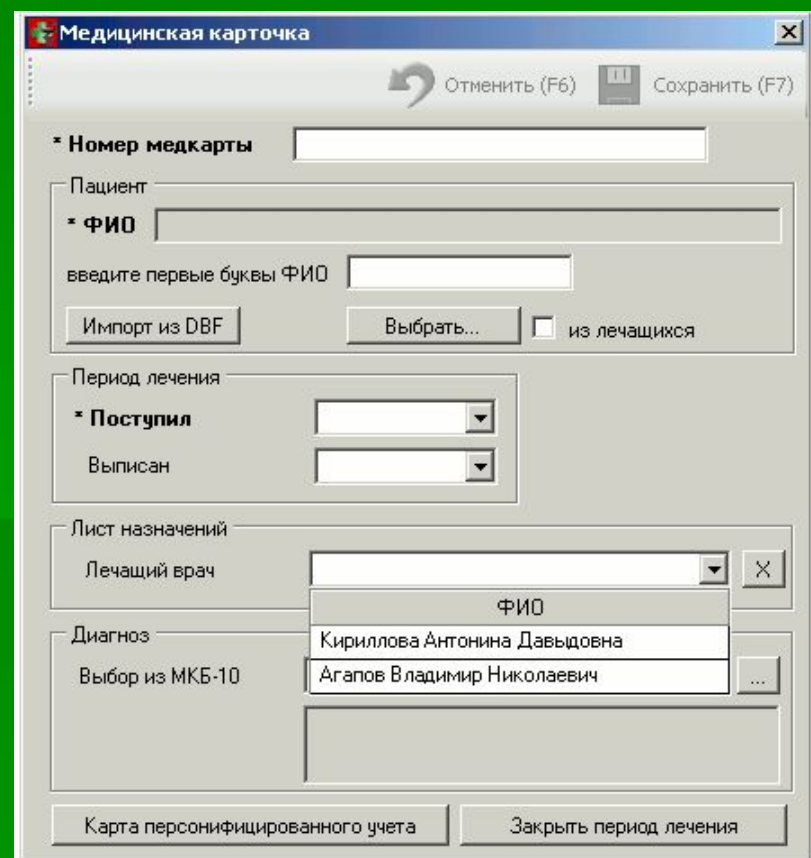 Медицинская карточка
Отменить (F6) Сохранить (F7)
* Номер медкарты
Пациент
* ФИО
введите первые буквы ФИО
Импорт из DBF Выбрать... из лечащихся
Период лечения
* Поступил
Выписан
Лист назначений
Лечащий врач X
ФИО
Кириллова Антонина Давыдовна
Диагноз
Выбор из МКБ-10 Агапов Владимир Николаевич ...
Карта персонифицированного учета Закрыть период лечения